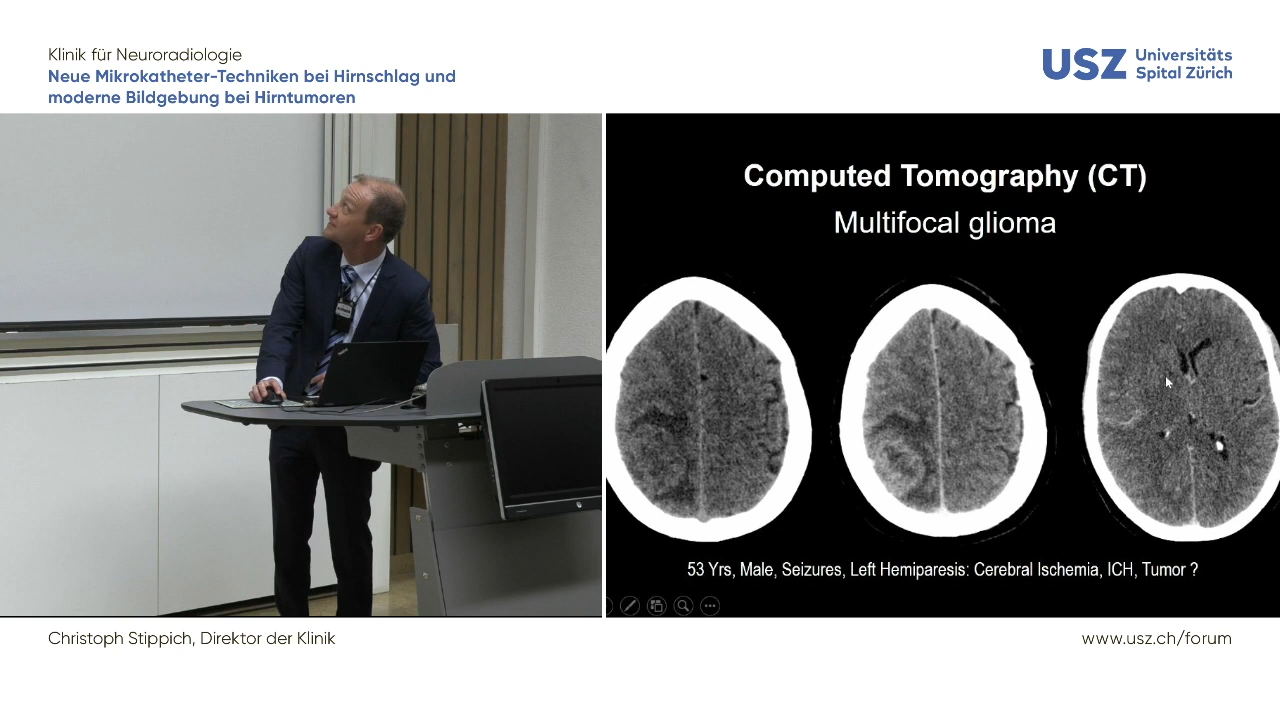 Klinik für Neuroradiologie
Neue Mikrokatheter-Techniken bei Hirnschlag und
moderne Bildgebung bei Hirntumoren
USZ Universitäts
Spital Zürich
Computed Tomography (CT)
Multifocal glioma
53 Yrs, Male, Seizures, Left Hemiparesis: Cerebral Ischemia, ICH, Tumor ?
Christoph Stippich, Direktor der Klinik
www.usz.ch/forum